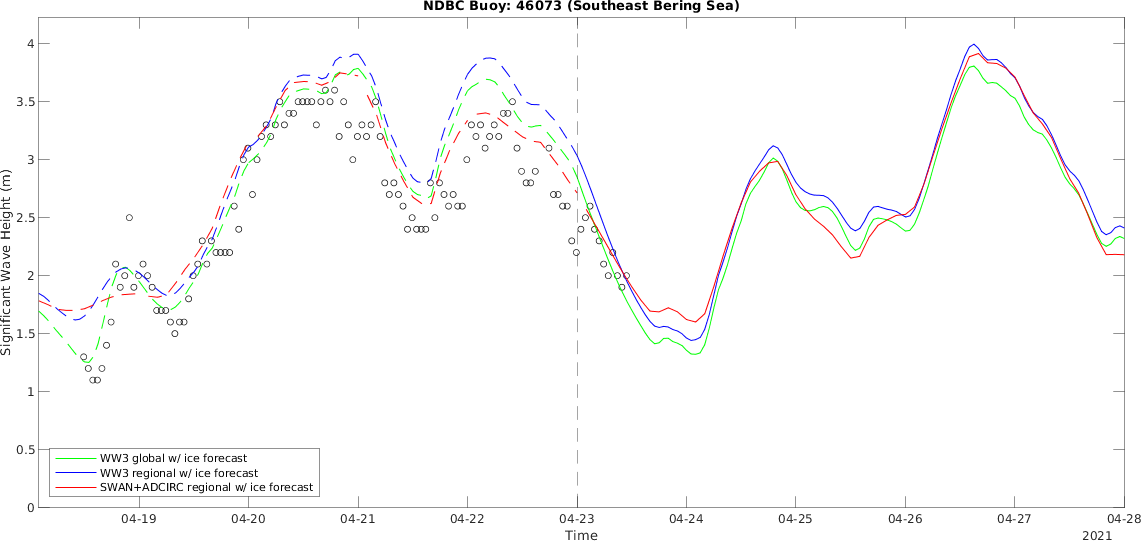 NDBC Buoy: 46073 (Southeast Bering Sea)
Significant Wave Height (m)
4
3.5
3
2.5
2
1.5
1
0.5
0
WW3 global w/ ice forecast
WW3 regional w/ ice forecast
SWAN+ADCIRC regional w/ ice forecast
04-19 04-20 04-21 04-22 04-23 04-24 04-25 04-26 04-27 04-28
Time
2021